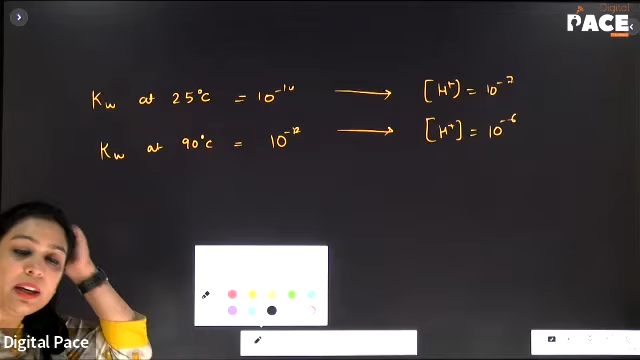 Digital
PACE
Kw at 25°C = 10⁻¹⁴ → [H⁺] = 10⁻⁷
Kw at 90°C = 10⁻¹² → [H⁺] = 10⁻⁶
Digital Pace